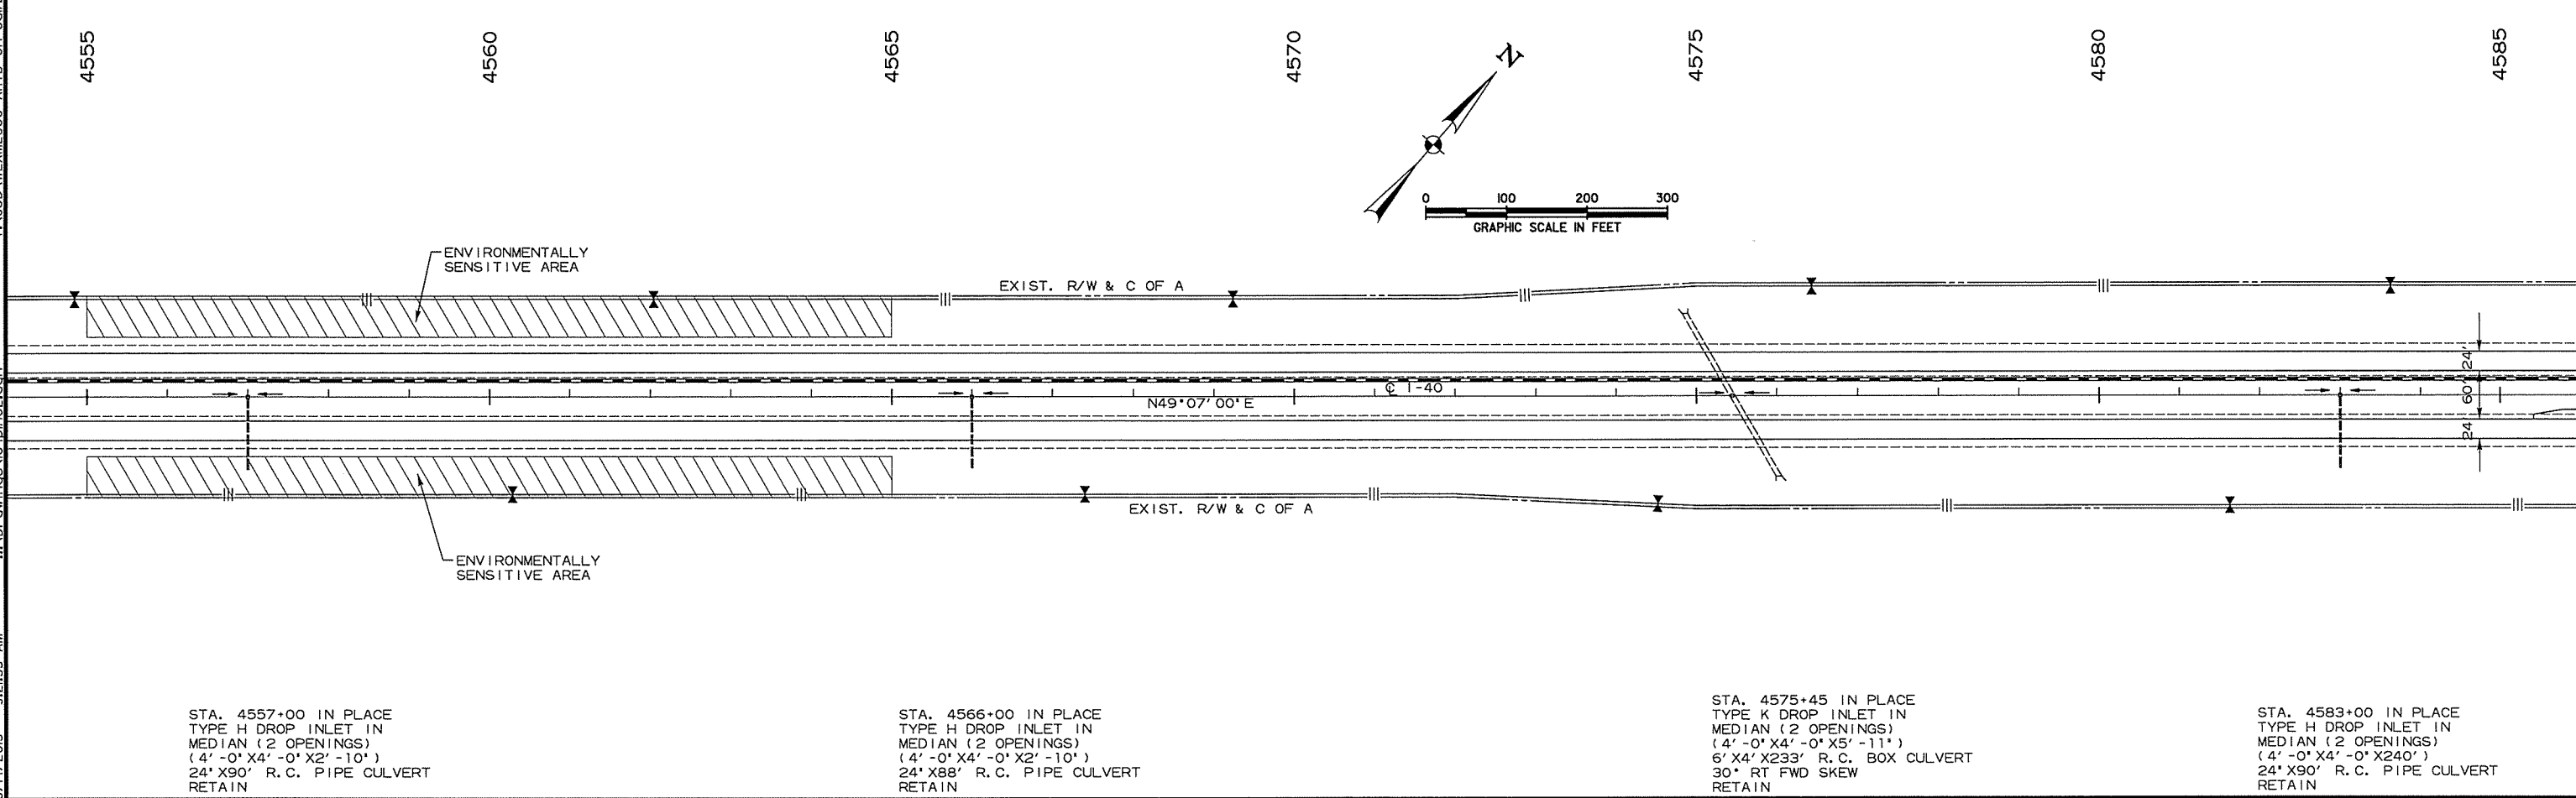 4555
4560
4565
4570
4575
4580
4585
N
0 100 200 300
GRAPHIC SCALE IN FEET
ENVIRONMENTALLY
SENSITIVE AREA
EXIST. R/W & C OF A
24'
60'
24'
℄ I-40
N49°07'00"E
EXIST. R/W & C OF A
ENVIRONMENTALLY
SENSITIVE AREA
STA. 4557+00 IN PLACE
TYPE H DROP INLET IN
MEDIAN (2 OPENINGS)
(4'-0"X4'-0"X2'-10")
24"X90' R.C. PIPE CULVERT
RETAIN
STA. 4566+00 IN PLACE
TYPE H DROP INLET IN
MEDIAN (2 OPENINGS)
(4'-0"X4'-0"X2'-10")
24"X88' R.C. PIPE CULVERT
RETAIN
STA. 4575+45 IN PLACE
TYPE K DROP INLET IN
MEDIAN (2 OPENINGS)
(4'-0"X4'-0"X5'-11")
6'X4'X233' R.C. BOX CULVERT
30° RT FWD SKEW
RETAIN
STA. 4583+00 IN PLACE
TYPE H DROP INLET IN
MEDIAN (2 OPENINGS)
(4'-0"X4'-0"X240')
24"X90' R.C. PIPE CULVERT
RETAIN